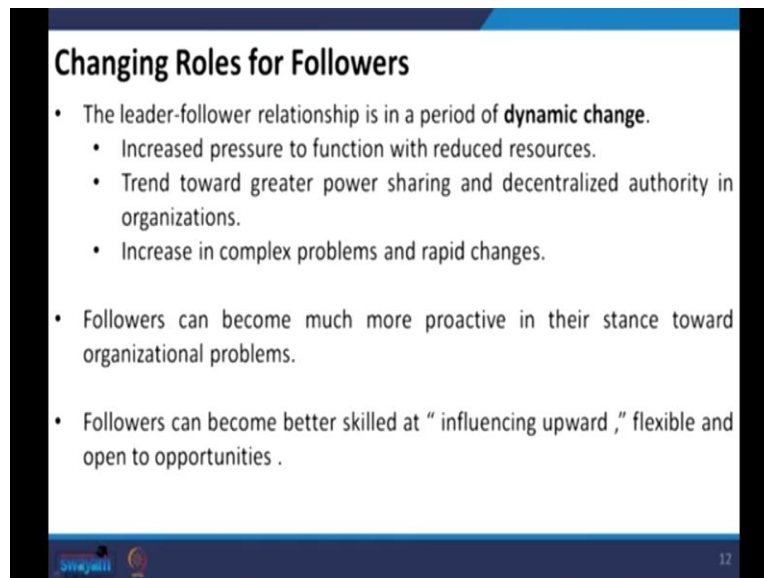 Changing Roles for Followers
• The leader-follower relationship is in a period of dynamic change.
• Increased pressure to function with reduced resources.
• Trend toward greater power sharing and decentralized authority in
organizations.
• Increase in complex problems and rapid changes.
• Followers can become much more proactive in their stance toward
organizational problems.
• Followers can become better skilled at “ influencing upward ,” flexible and
open to opportunities .
swayam
12